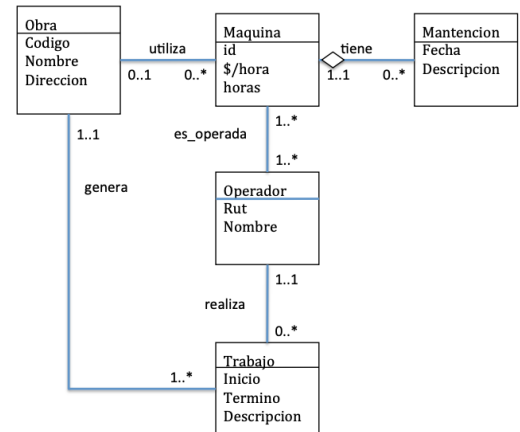 Obra
Codigo
Nombre
Direccion
utiliza
0..1
0..*
Maquina
id
$/hora
horas
tiene
1..1
0..*
Mantencion
Fecha
Descripcion
1..1
genera
1..*
es_operada
1..*
1..*
Operador
Rut
Nombre
1..1
realiza
0..*
Trabajo
Inicio
Termino
Descripcion